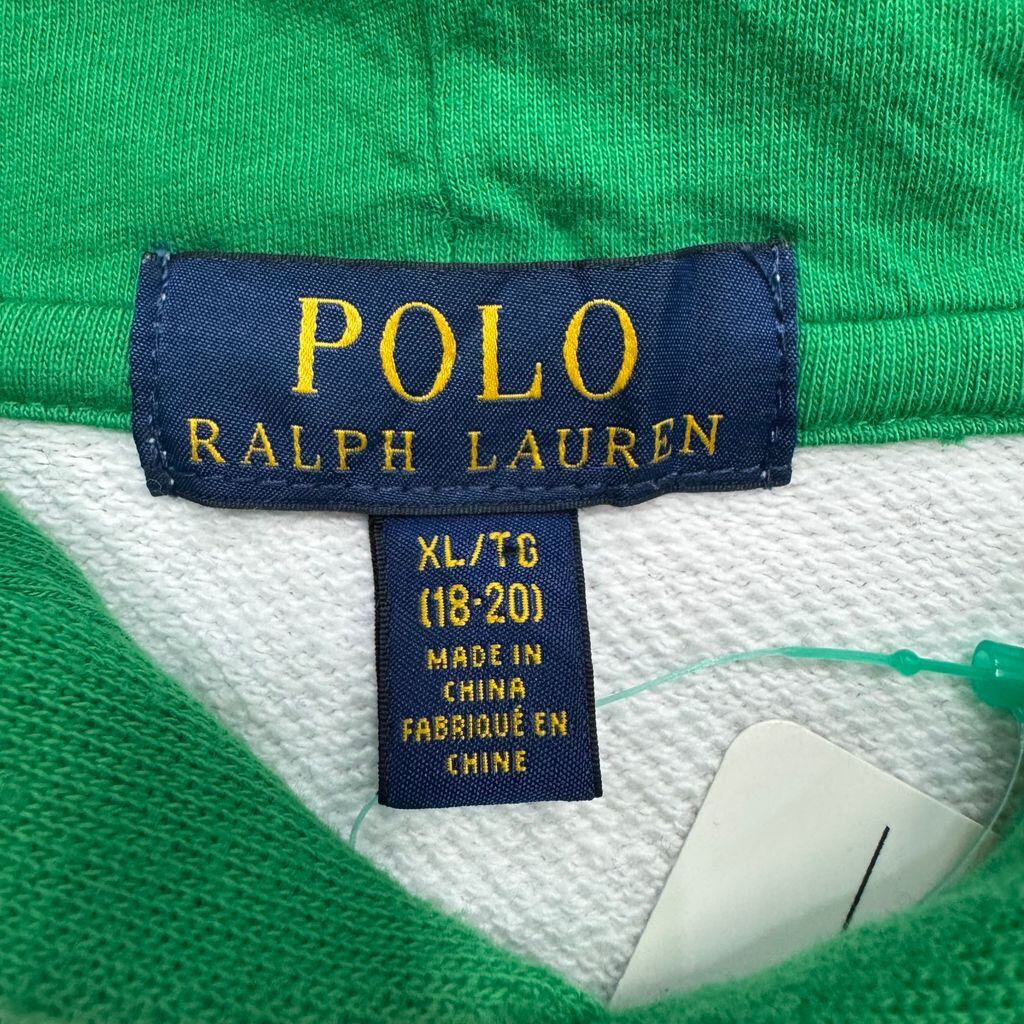 POLO
RALPH LAUREN
XL/TG
(18-20)
MADE IN
CHINA
FABRIQUÉ EN
CHINE